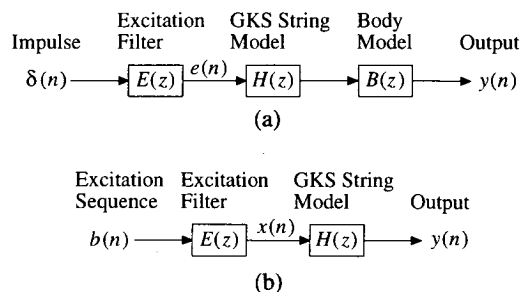 Excitation GKS String Body
Impulse Filter Model Model Output
δ(n) E(z) e(n) H(z) B(z) y(n)
(a)
Excitation Excitation GKS String
Sequence Filter Model Output
b(n) E(z) x(n) H(z) y(n)
(b)